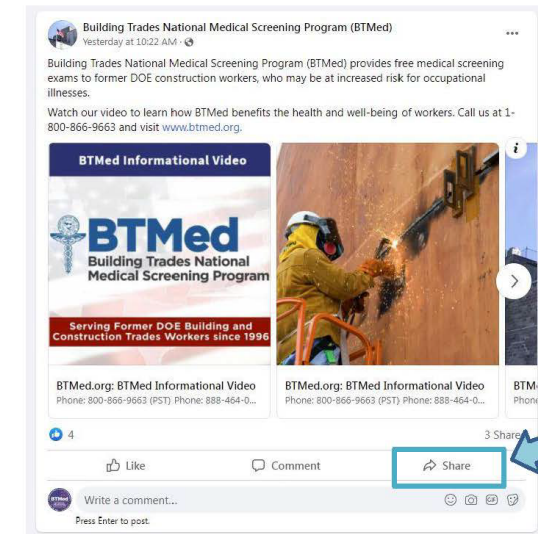 Building Trades National Medical Screening Program (BTMed)
Yesterday at 10:22 AM ·
Building Trades National Medical Screening Program (BTMed) provides free medical screening
exams to former DOE construction workers, who may be at increased risk for occupational
illnesses.
Watch our video to learn how BTMed benefits the health and well-being of workers. Call us at 1-
800-866-9663 and visit www.btmed.org.
BTMed Informational Video
BTMed
Building Trades National
Medical Screening Program
Serving Former DOE Building and
Construction Trades Workers since 1996
i
BTMed.org: BTMed Informational Video
Phone: 800-866-9663 (PST) Phone: 888-464-0...
BTMed.org: BTMed Informational Video
Phone: 800-866-9663 (PST) Phone: 888-464-0...
BTM
Phone
4
3 Share
Like
Comment
Share
BTMed
Write a comment...
GIF
Press Enter to post.